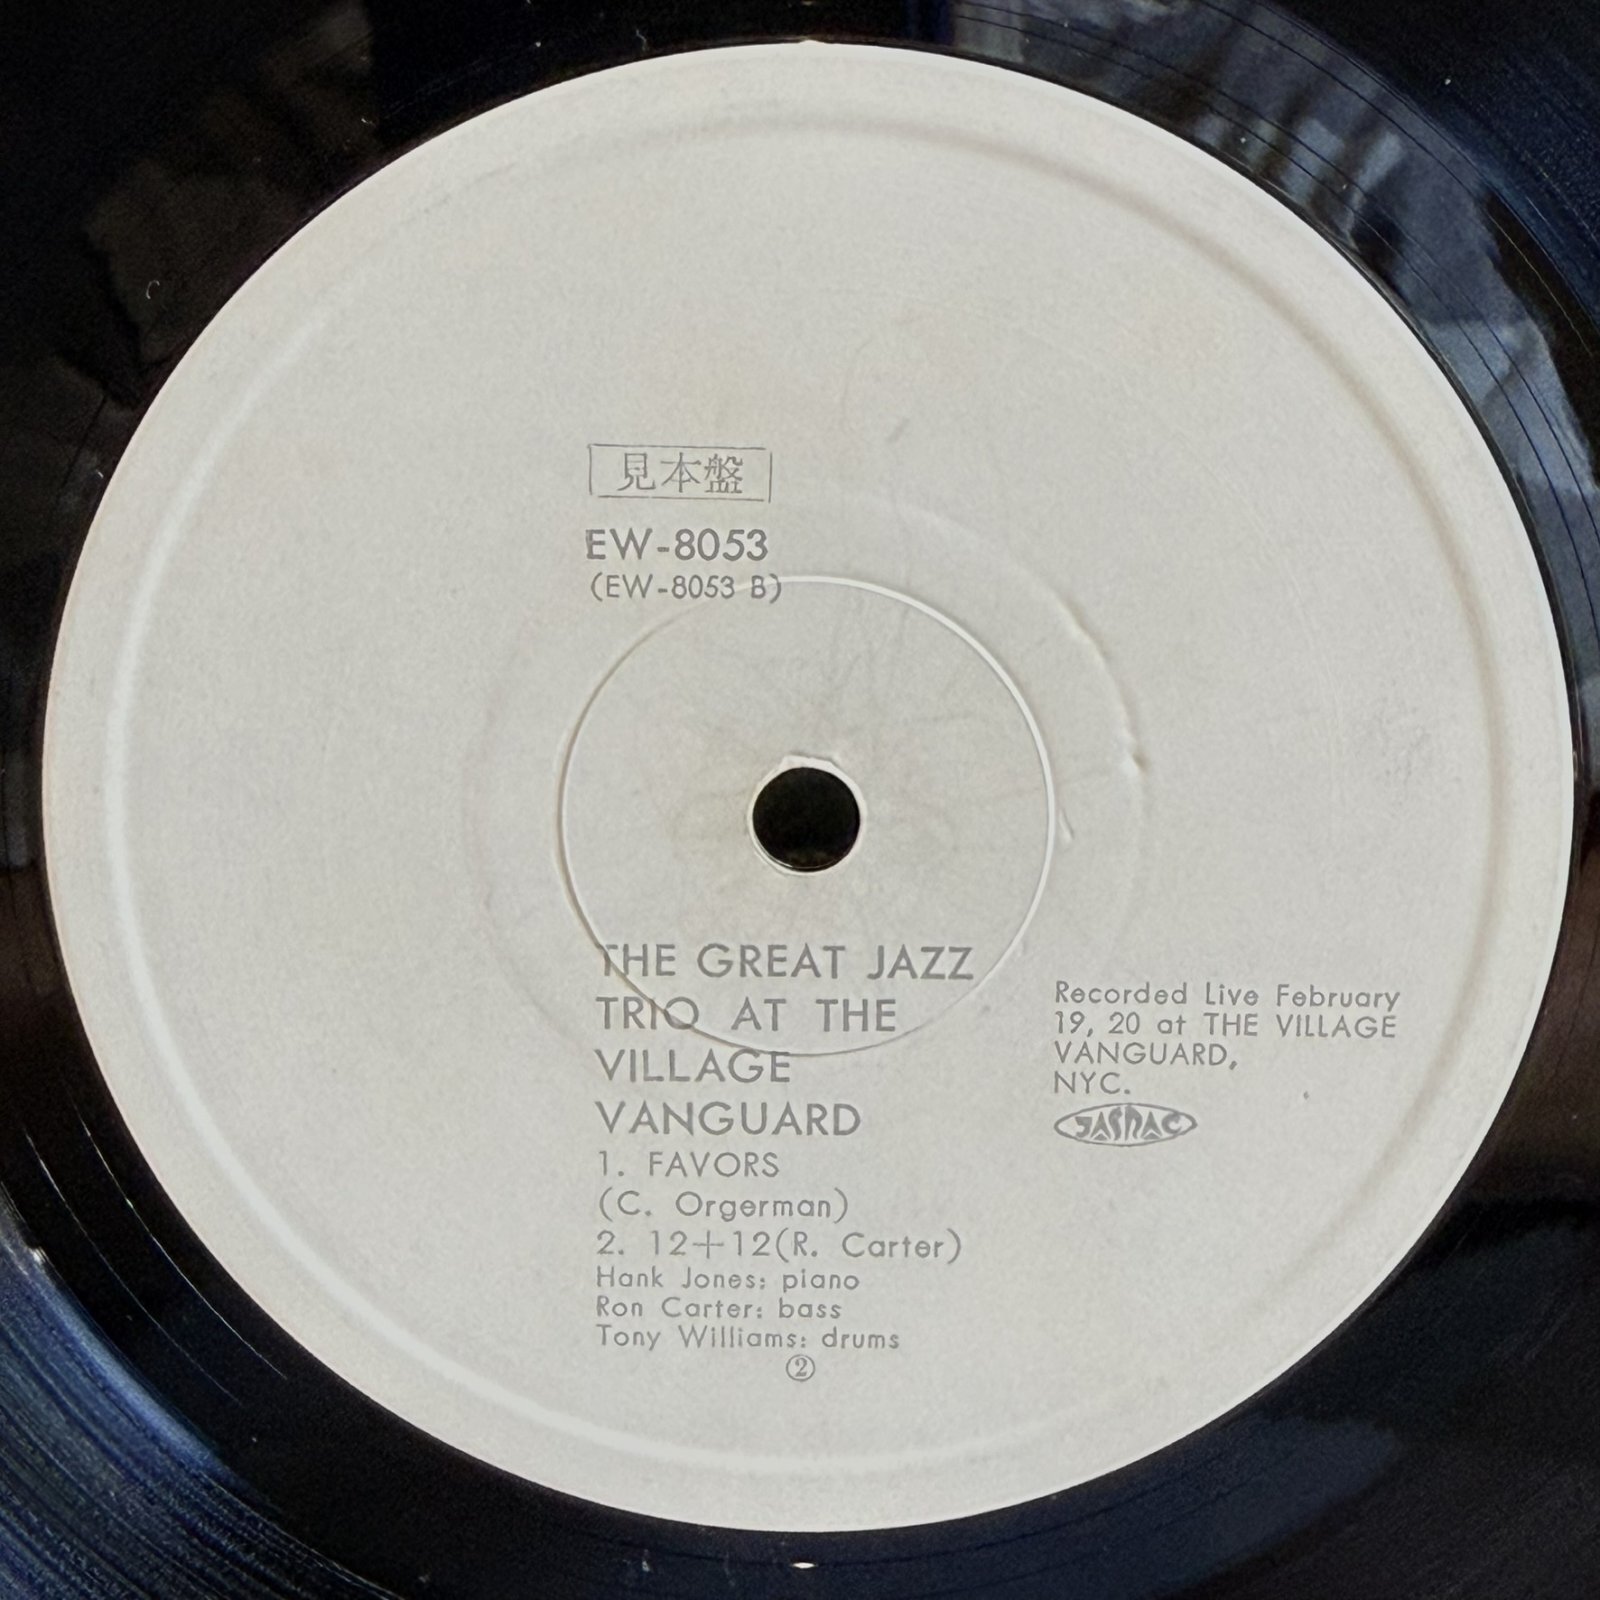 見本盤
EW-8053
(EW-8053 B)
THE GREAT JAZZ
TRIO AT THE
VILLAGE
VANGUARD
1. FAVORS
(C. Orgerman)
2. 12+12(R. Carter)
Hank Jones: piano
Ron Carter: bass
Tony Williams: drums
②
Recorded Live February
19, 20 at THE VILLAGE
VANGUARD,
NYC.
JASRAC